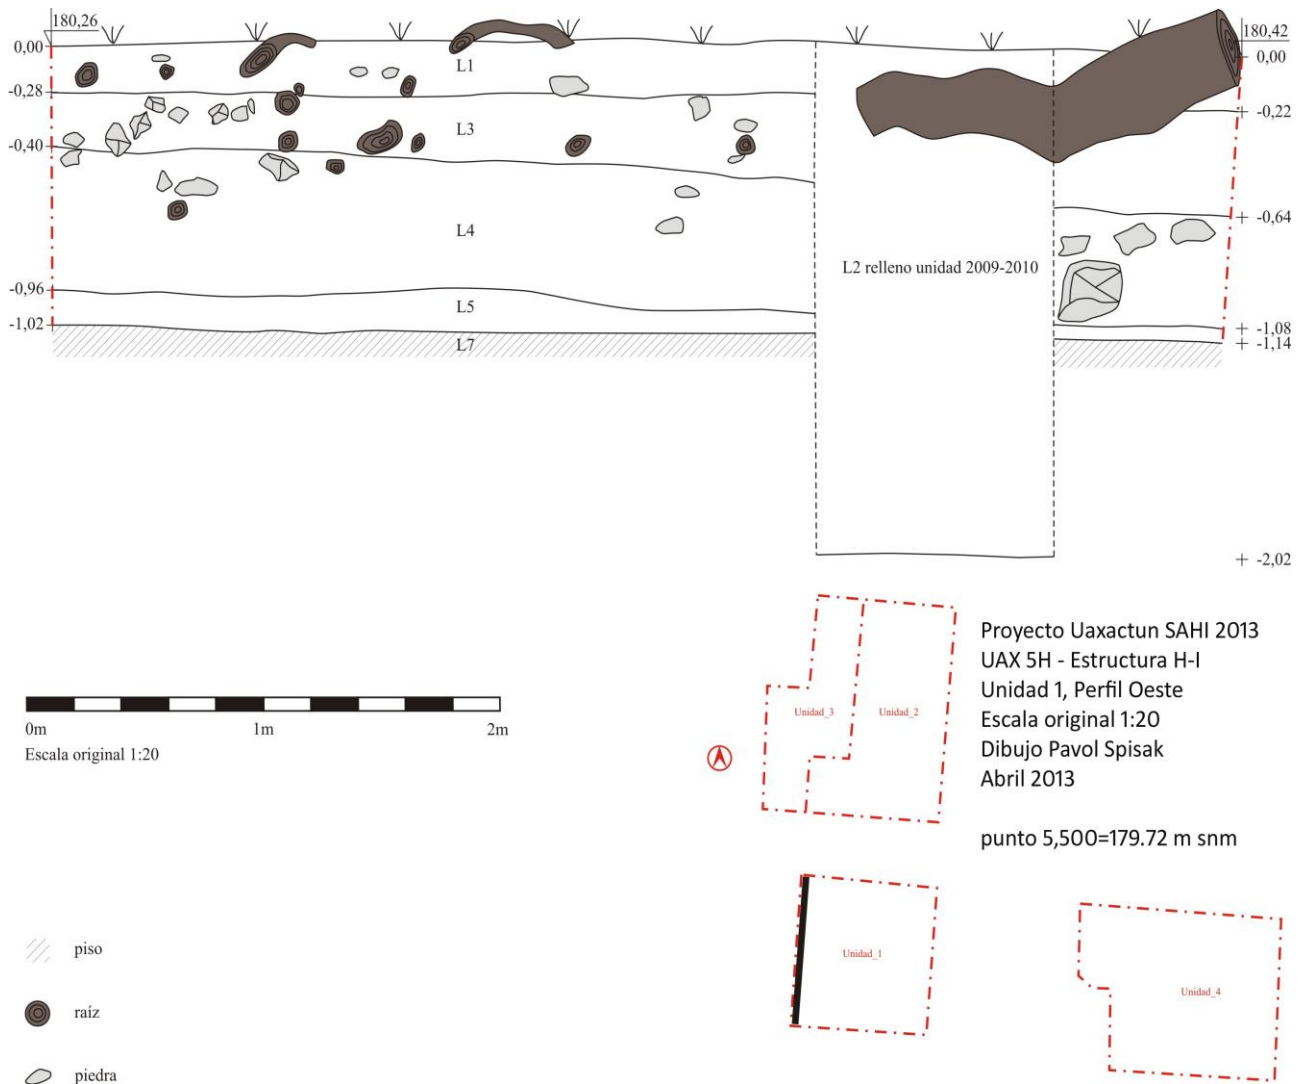 180,26
180,42
0,00
0,00
L1
-0,28
-0,22
L3
-0,40
-0,64
L4
L2 relleno unidad 2009-2010
-0,96
L5
-1,02
-1,08
L7
-1,14
-2,02
Proyecto Uaxactun SAHI 2013
UAX 5H - Estructura H-I
Unidad 1, Perfil Oeste
Escala original 1:20
Dibujo Pavol Spisak
Abril 2013
punto 5,500=179.72 m snm
Unidad_3
Unidad_2
0m 1m 2m
Escala original 1:20
Unidad_1
Unidad_4
piso
raíz
piedra